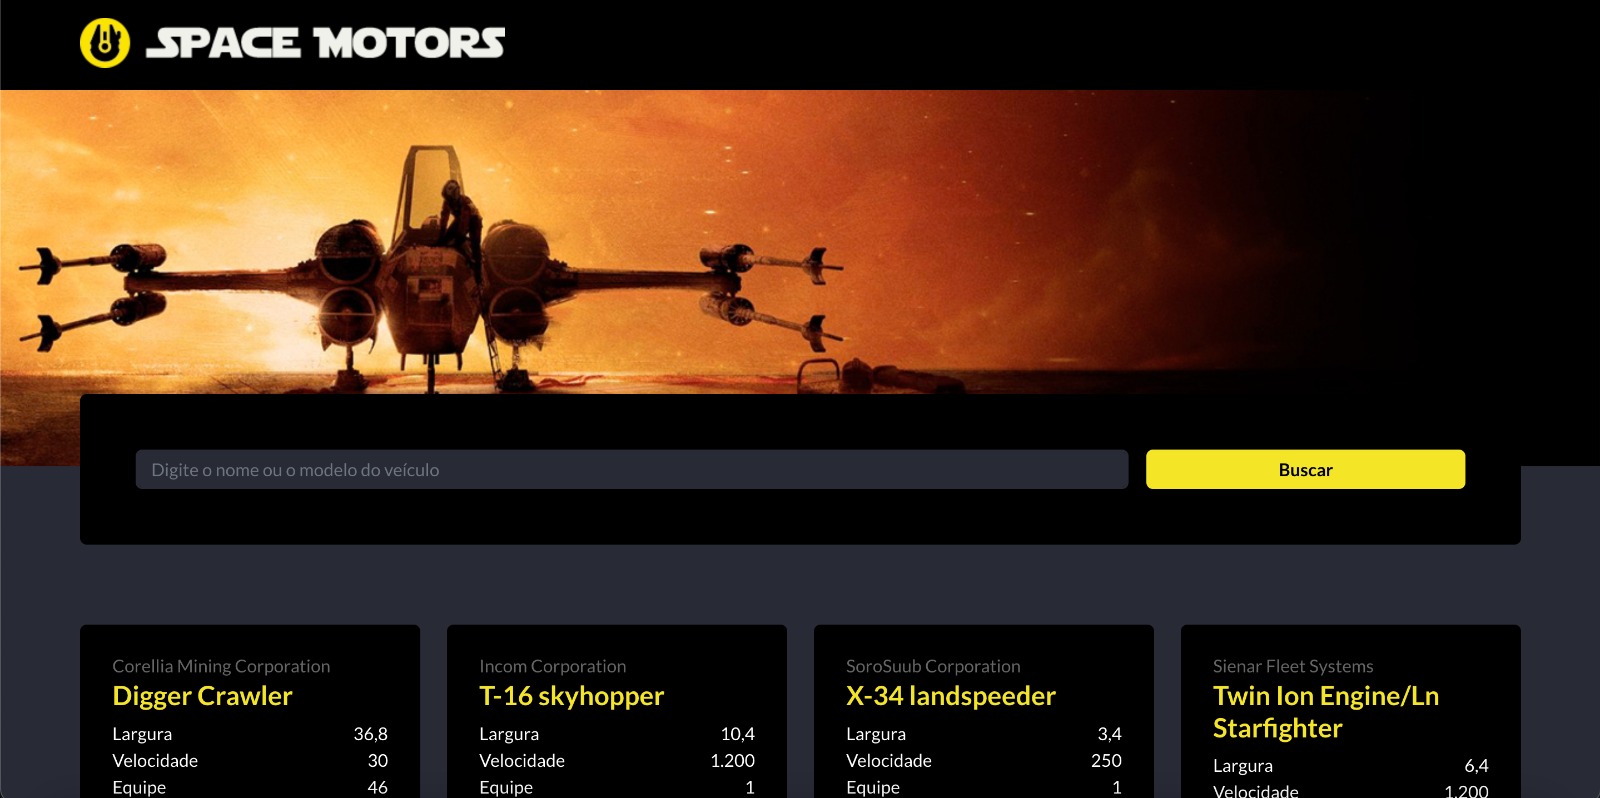 SPACE MOTORS
Digite o nome ou o modelo do veículo
Buscar
Corellia Mining Corporation
Digger Crawler
Largura 36,8
Velocidade 30
Equipe 46
Incom Corporation
T-16 skyhopper
Largura 10,4
Velocidade 1.200
Equipe 1
SoroSuub Corporation
X-34 landspeeder
Largura 3,4
Velocidade 250
Equipe 1
Sienar Fleet Systems
Twin Ion Engine/Ln
Starfighter
Largura 6,4
Velocidade 1.200